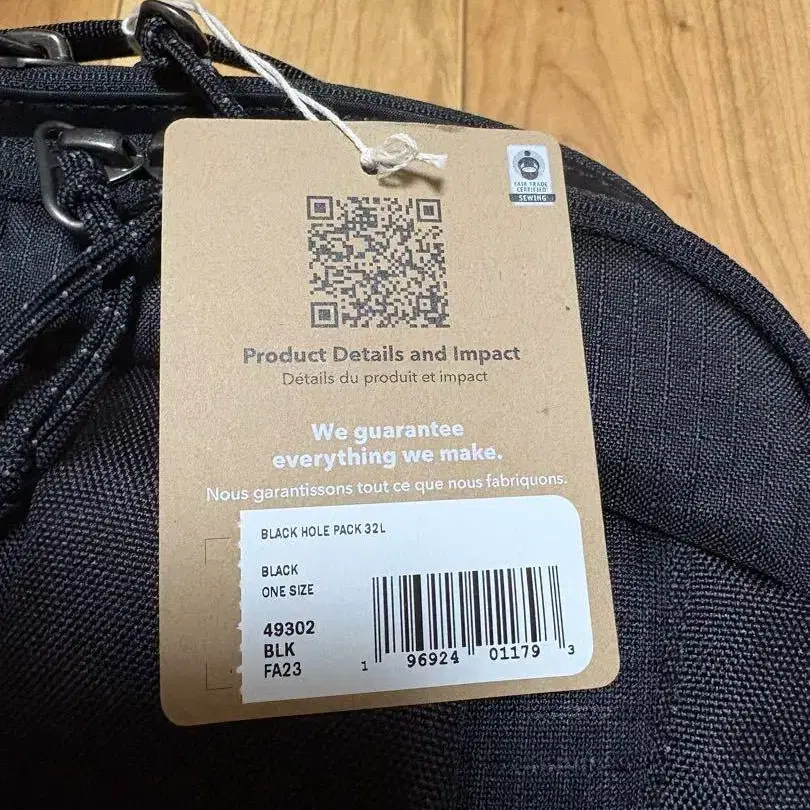 FAIR TRADE
CERTIFIED
SEWING
Product Details and Impact
Détails du produit et impact
We guarantee
everything we make.
Nous garantissons tout ce que nous fabriquons.
BLACK HOLE PACK 32L
BLACK
ONE SIZE
49302
BLK
FA23
1 96924 01179 3